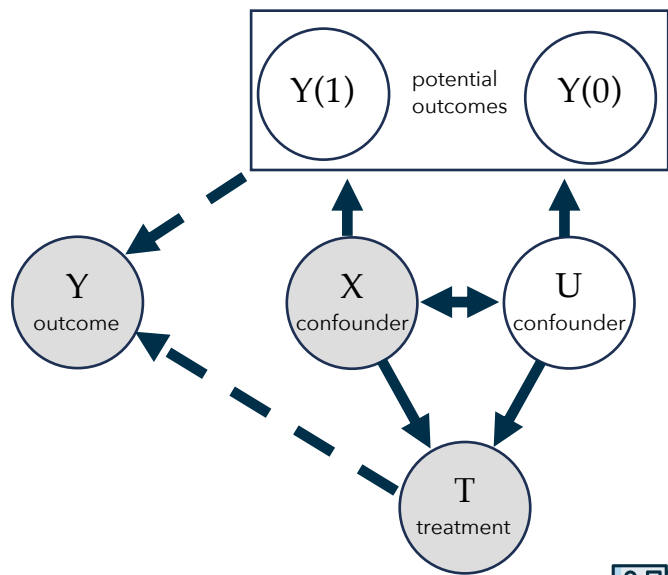 Y(1)
potential
outcomes
Y(0)
Y
outcome
X
confounder
U
confounder
T
treatment